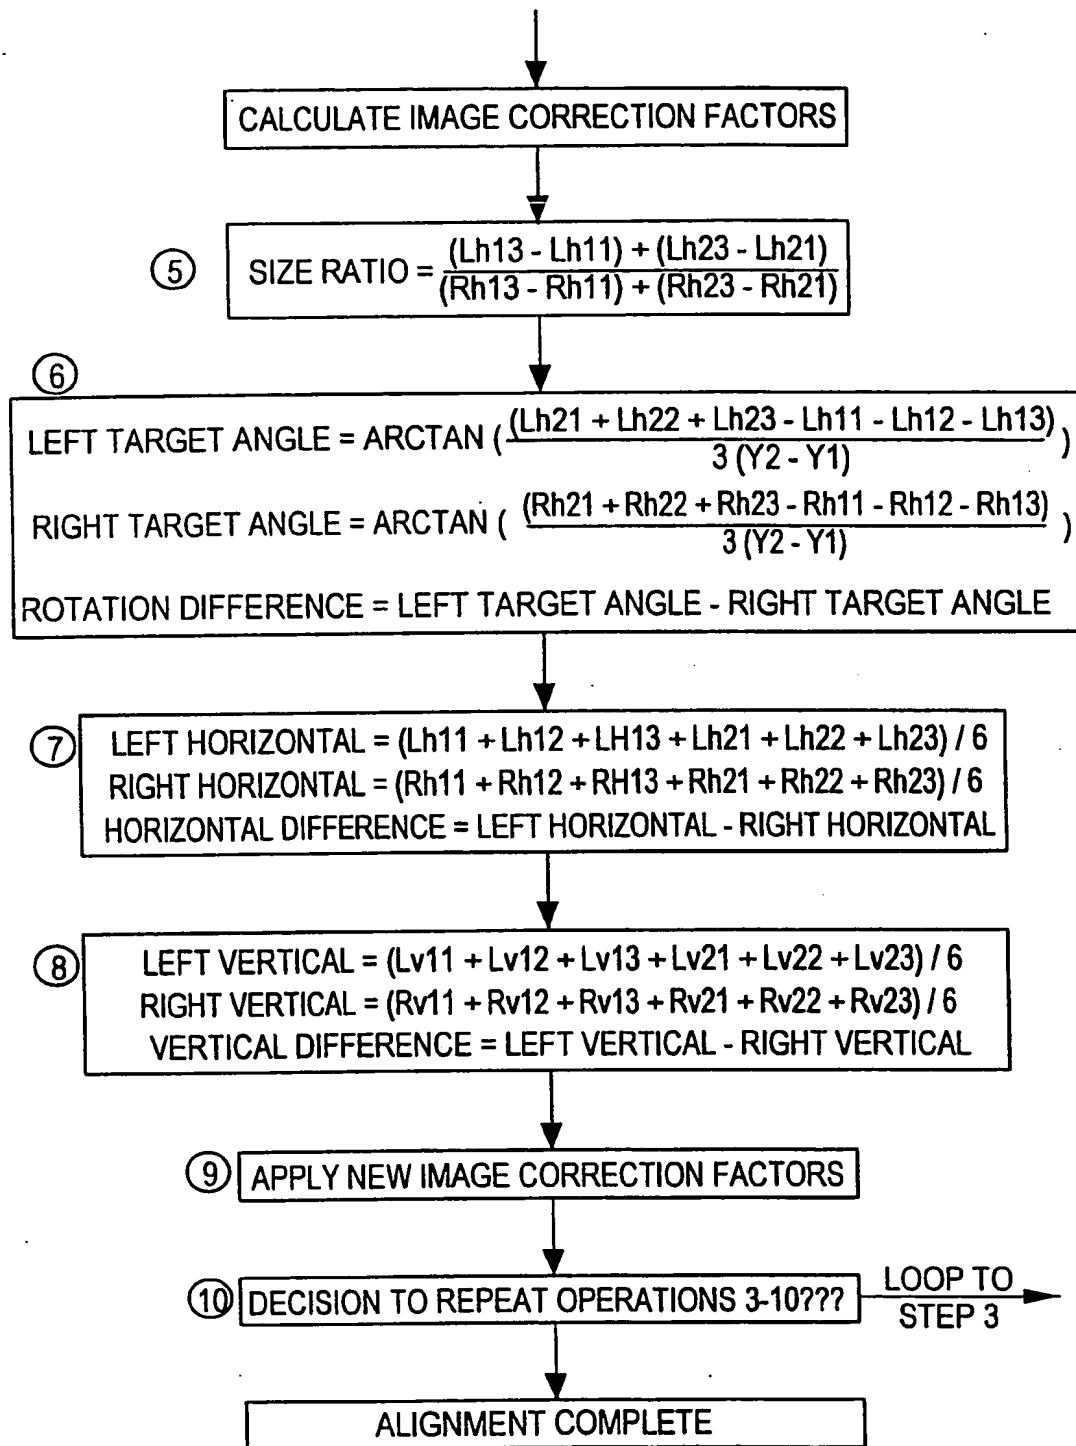 CALCULATE IMAGE CORRECTION FACTORS
5
SIZE RATIO = (Lh13 - Lh11) + (Lh23 - Lh21)
(Rh13 - Rh11) + (Rh23 - Rh21)
6
LEFT TARGET ANGLE = ARCTAN ( (Lh21 + Lh22 + Lh23 - Lh11 - Lh12 - Lh13)
3 (Y2 - Y1) )
RIGHT TARGET ANGLE = ARCTAN ( (Rh21 + Rh22 + Rh23 - Rh11 - Rh12 - Rh13)
3 (Y2 - Y1) )
ROTATION DIFFERENCE = LEFT TARGET ANGLE - RIGHT TARGET ANGLE
7
LEFT HORIZONTAL = (Lh11 + Lh12 + LH13 + Lh21 + Lh22 + Lh23) / 6
RIGHT HORIZONTAL = (Rh11 + Rh12 + RH13 + Rh21 + Rh22 + Rh23) / 6
HORIZONTAL DIFFERENCE = LEFT HORIZONTAL - RIGHT HORIZONTAL
8
LEFT VERTICAL = (Lv11 + Lv12 + Lv13 + Lv21 + Lv22 + Lv23) / 6
RIGHT VERTICAL = (Rv11 + Rv12 + Rv13 + Rv21 + Rv22 + Rv23) / 6
VERTICAL DIFFERENCE = LEFT VERTICAL - RIGHT VERTICAL
9
APPLY NEW IMAGE CORRECTION FACTORS
10
DECISION TO REPEAT OPERATIONS 3-10???
LOOP TO
STEP 3
ALIGNMENT COMPLETE